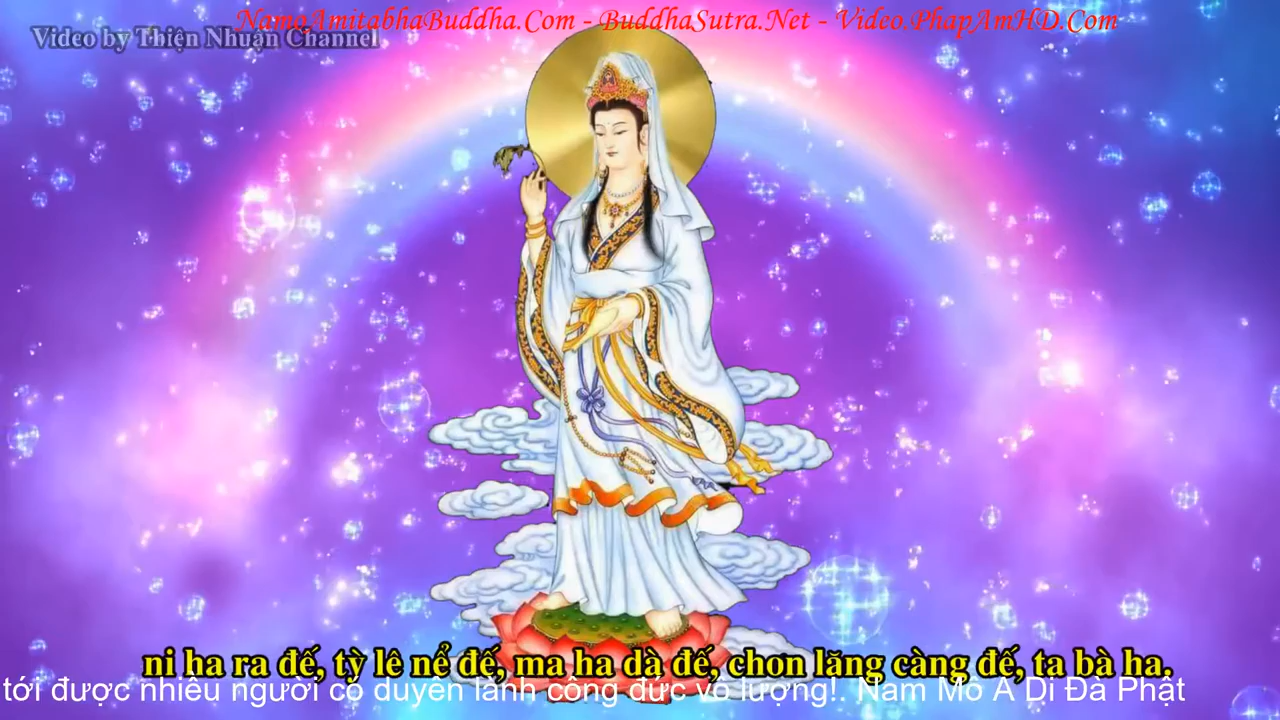 NamoAmitabhaBuddha.Com - BuddhaSutra.Net - Video.PhapAmHD.Com
Video by Thiện Nhuận Channel
ni ha ra đế, tỳ lê nể đế, ma ha dà đế, chơn lặng càng đế, ta bà ha.
tới được nhiều người có duyên lành công đức vô lượng!. Nam Mô A Di Đà Phật